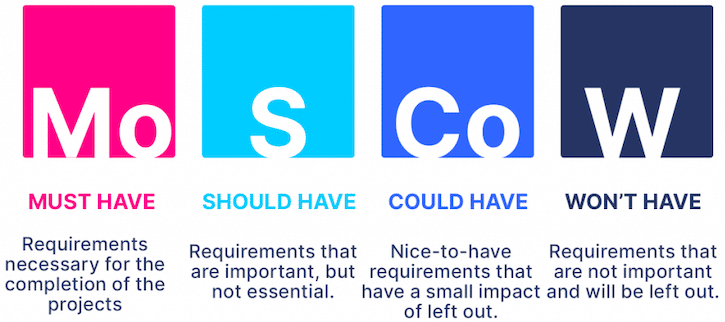 Mo
S
Co
W
MUST HAVE
SHOULD HAVE
COULD HAVE
WON'T HAVE
Requirements
necessary for the
completion of the
projects
Requirements that
are important, but
not essential.
Nice-to-have
requirements that
have a small impact
of left out.
Requirements that
are not important
and will be left out.